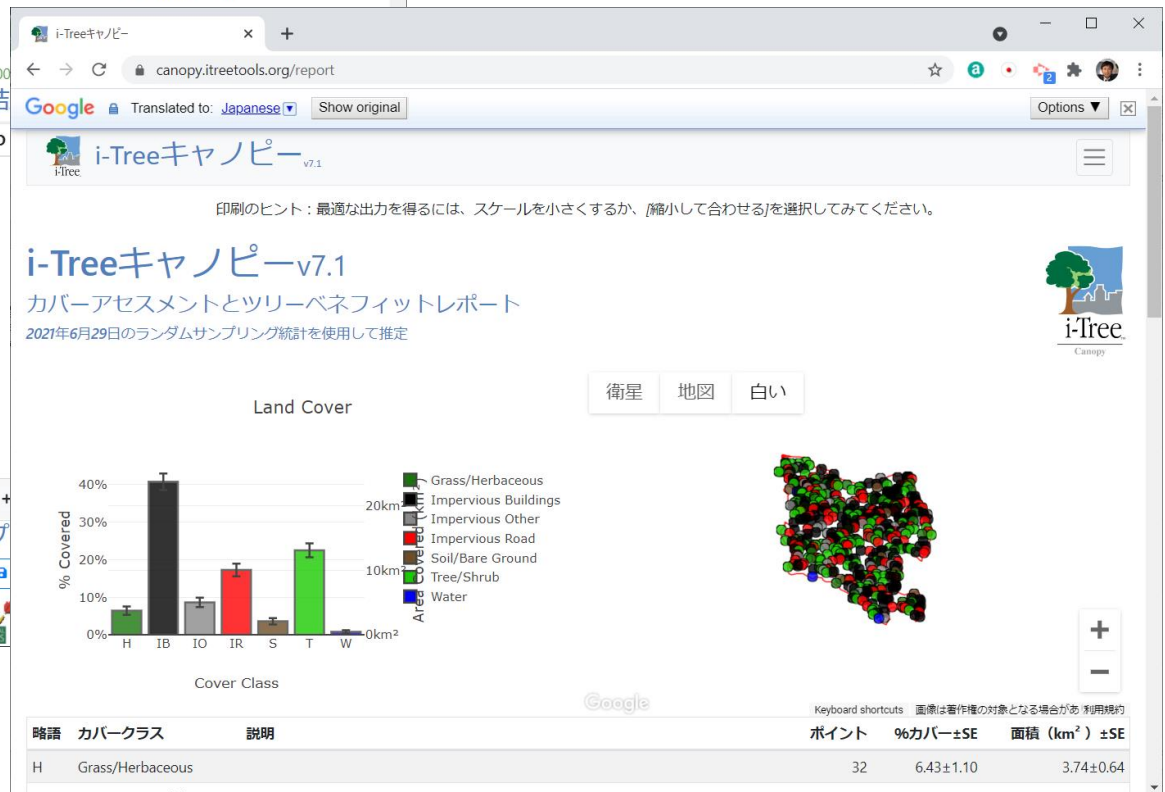 i-Treeキャノピー
canopy.itreetools.org/report
2
Google Translated to: Japanese Show original Options ▼
i-Tree
i-Treeキャノピーv7.1
印刷のヒント：最適な出力を得るには、スケールを小さくするか、[縮小して合わせる]を選択してみてください。
i-Treeキャノピーv7.1
カバーアセスメントとツリーベネフィットレポート
2021年6月29日のランダムサンプリング統計を使用して推定
i-Tree
Canopy
衛星 地図 白い
Land Cover
% Covered
40%
30%
20%
10%
0%
H IB IO IR S T W
Cover Class
20km²
10km²
0km²
Area Covered (km²)
Grass/Herbaceous
Impervious Buildings
Impervious Other
Impervious Road
Soil/Bare Ground
Tree/Shrub
Water
+
−
Google
Keyboard shortcuts 画像は著作権の対象となる場合があ 利用規約
略語 カバークラス 説明 ポイント %カバー±SE 面積（km²）±SE
H Grass/Herbaceous 32 6.43±1.10 3.74±0.64